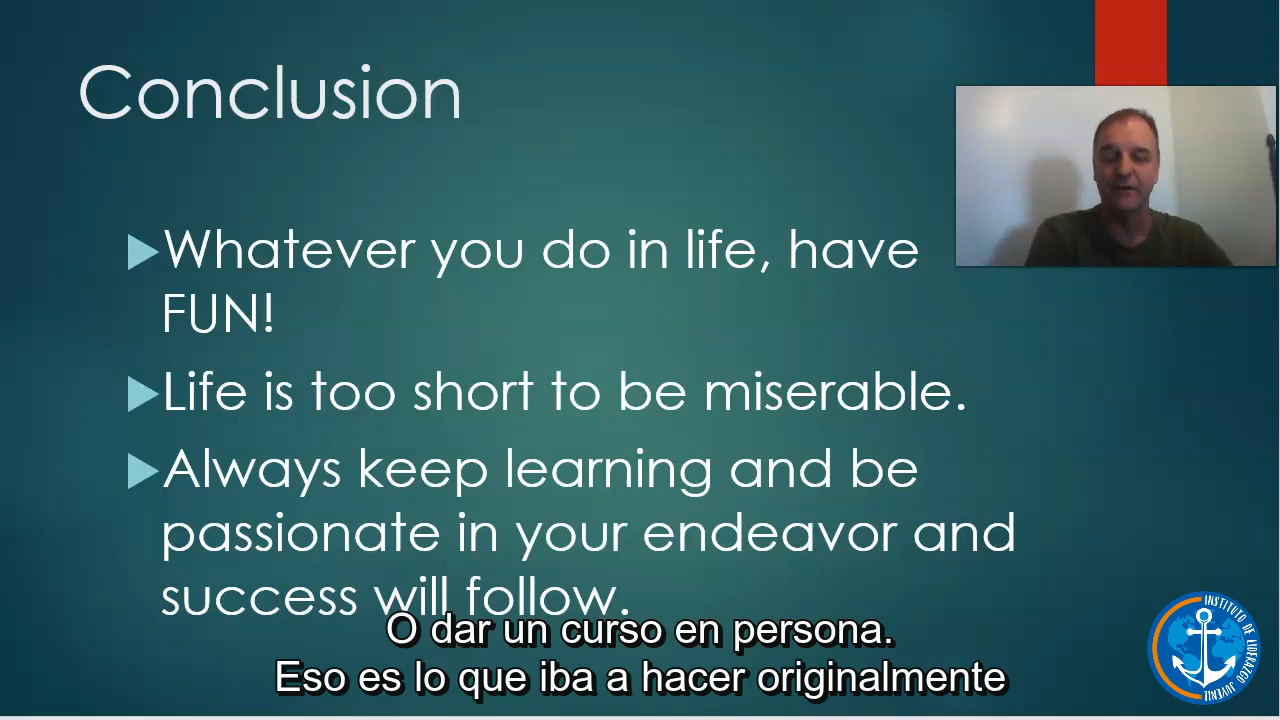 Conclusion
Whatever you do in life, have
FUN!
Life is too short to be miserable.
Always keep learning and be
passionate in your endeavor and
success will follow.
O dar un curso en persona.
Eso es lo que iba a hacer originalmente
INSTITUTO DE LIDERAZGO JUVENIL